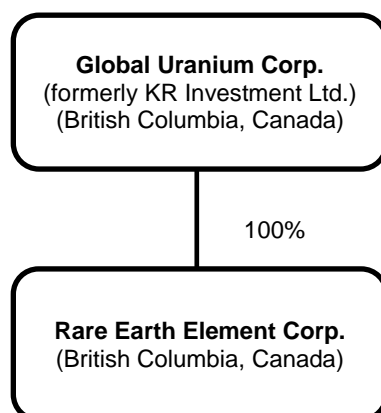 Global Uranium Corp.
(formerly KR Investment Ltd.)
(British Columbia, Canada)
100%
Rare Earth Element Corp.
(British Columbia, Canada)